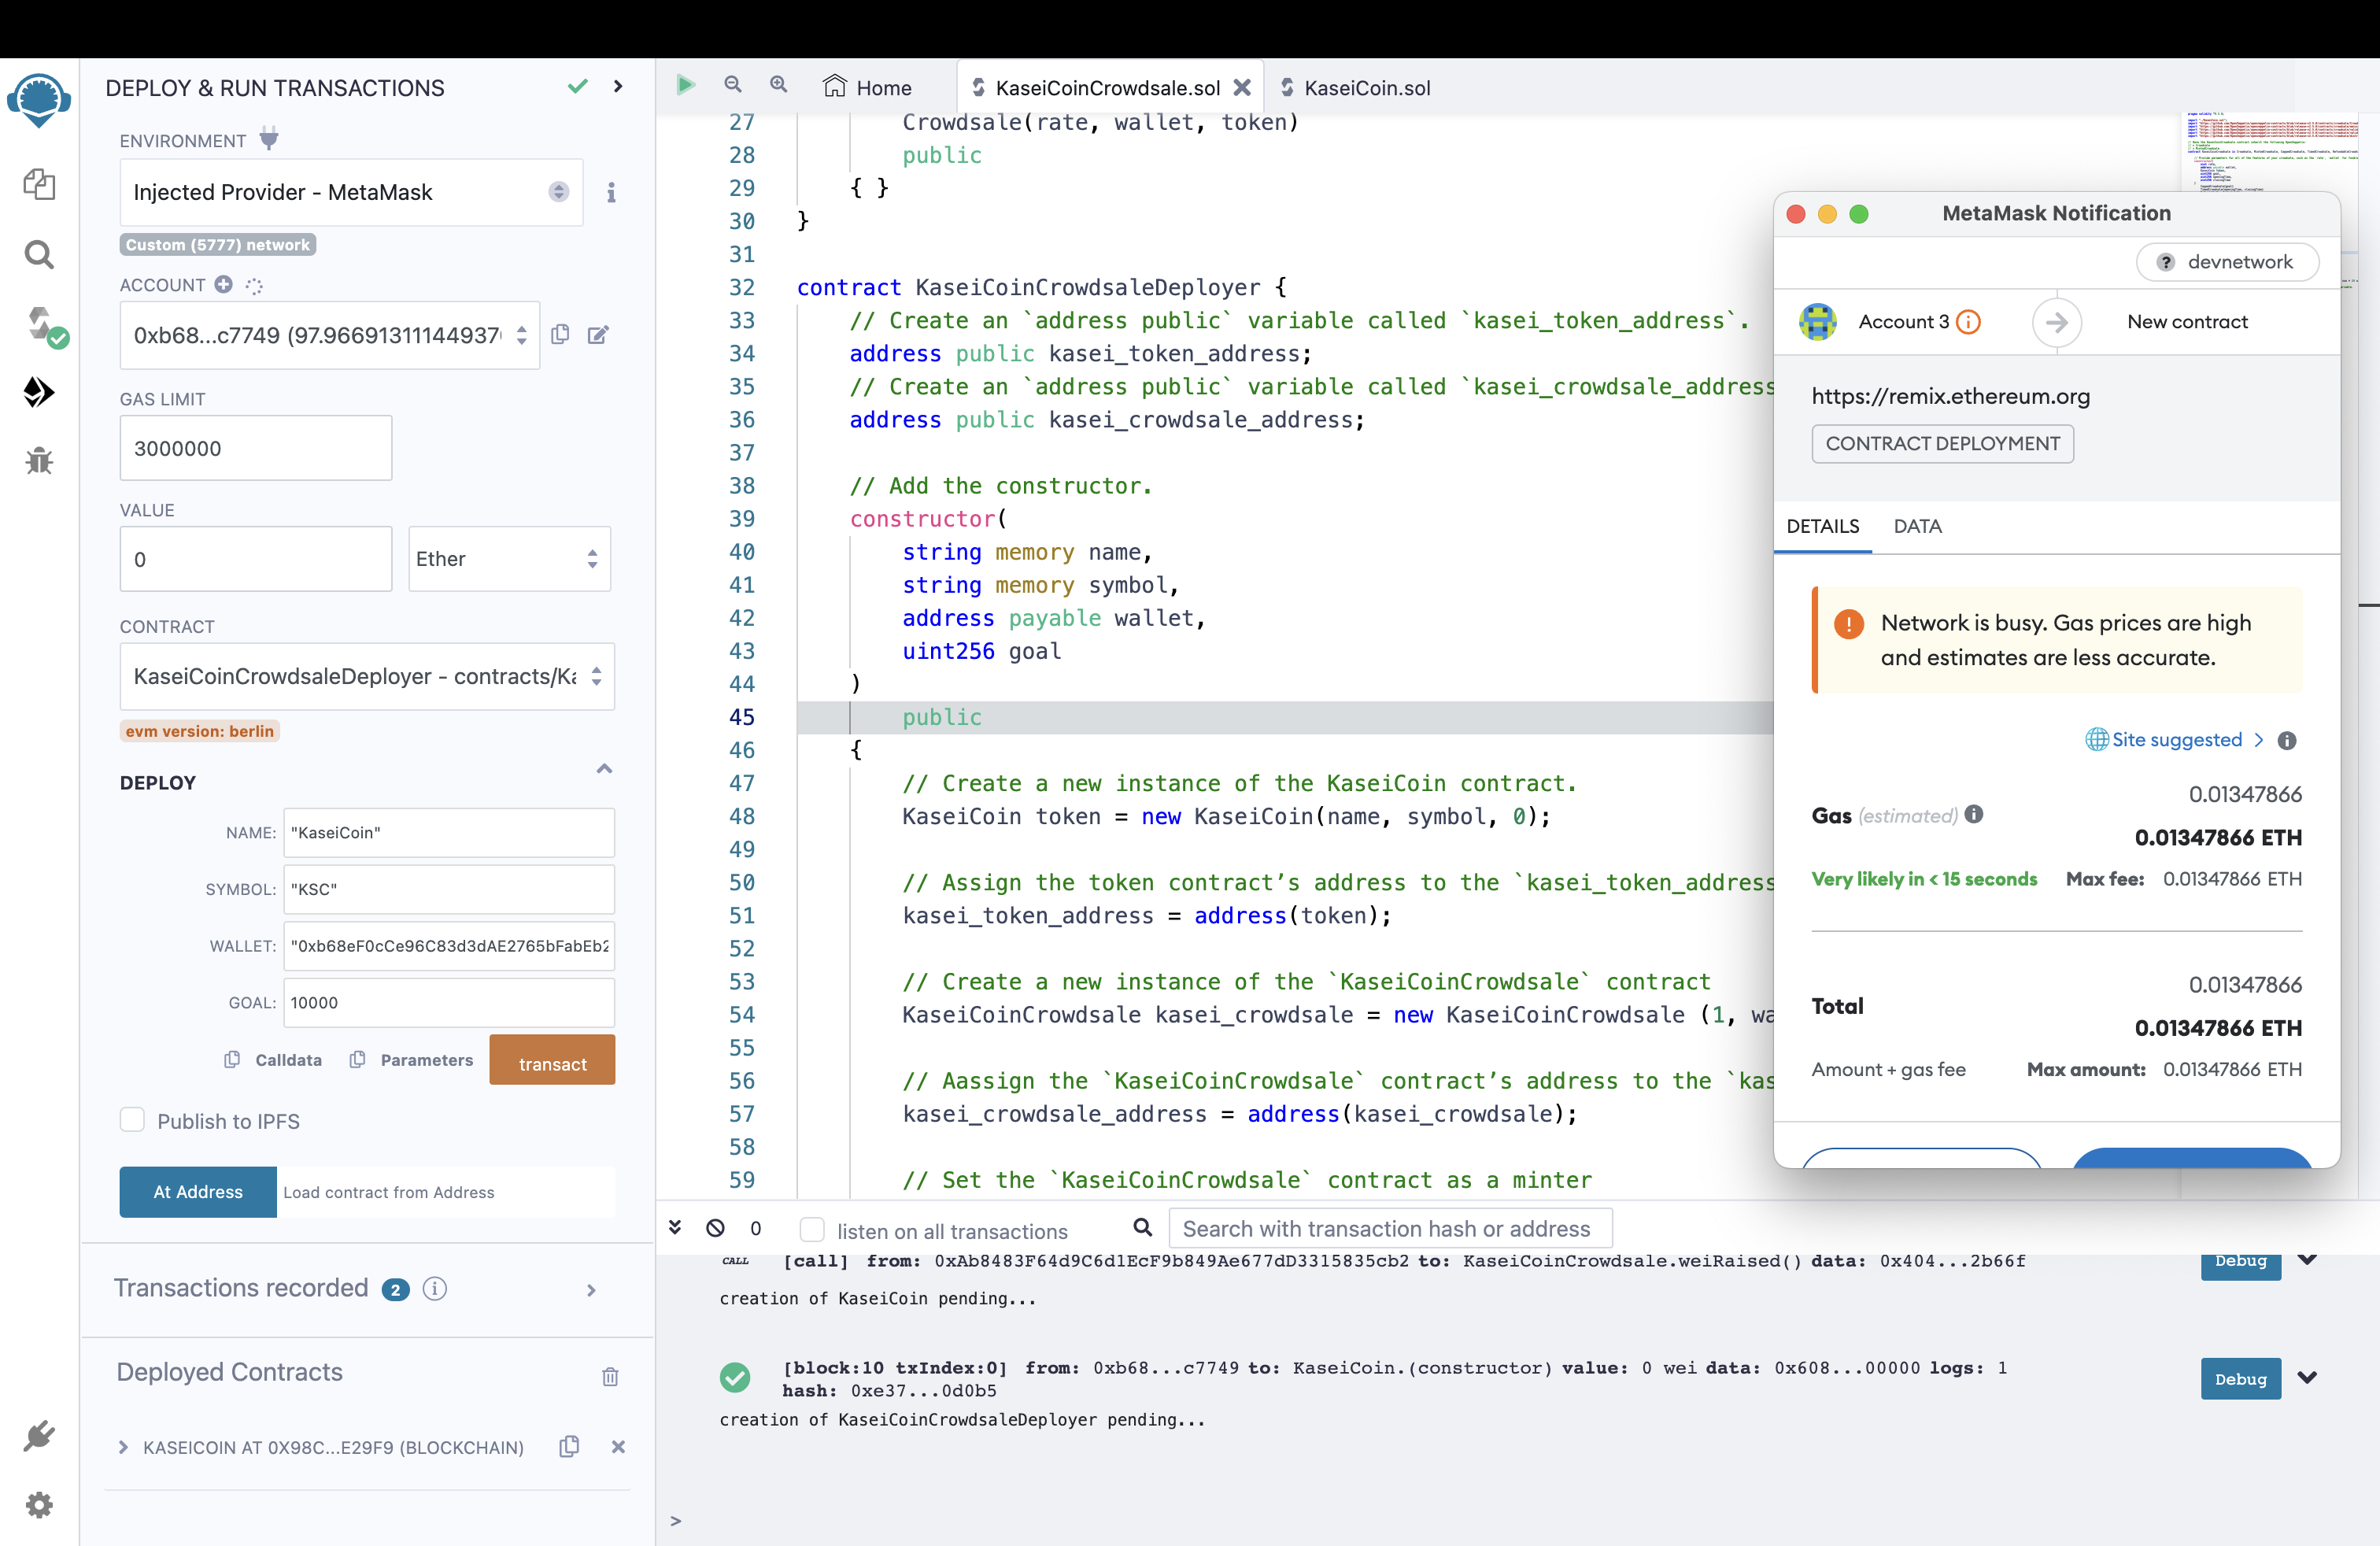 DEPLOY & RUN TRANSACTIONS
ENVIRONMENT
Injected Provider - MetaMask
Custom (5777) network
ACCOUNT
0xb68...c7749 (97.96691311144937
GAS LIMIT
3000000
VALUE
0
Ether
CONTRACT
KaseiCoinCrowdsaleDeployer - contracts/Ka
evm version: berlin
DEPLOY
NAME: "KaseiCoin"
SYMBOL: "KSC"
WALLET: "0xb68eF0cCe96C83d3dAE2765bFabEb2
GOAL: 10000
Calldata Parameters transact
Publish to IPFS
At Address Load contract from Address
Transactions recorded 2
Deployed Contracts
KASEICOIN AT 0X98C...E29F9 (BLOCKCHAIN)
Home KaseiCoinCrowdsale.sol KaseiCoin.sol
27 Crowdsale(rate, wallet, token)
28 public
29 { }
30 }
31
32 contract KaseiCoinCrowdsaleDeployer {
33 // Create an `address public` variable called `kasei_token_address`.
34 address public kasei_token_address;
35 // Create an `address public` variable called `kasei_crowdsale_address
36 address public kasei_crowdsale_address;
37
38 // Add the constructor.
39 constructor(
40 string memory name,
41 string memory symbol,
42 address payable wallet,
43 uint256 goal
44 )
45 public
46 {
47 // Create a new instance of the KaseiCoin contract.
48 KaseiCoin token = new KaseiCoin(name, symbol, 0);
49
50 // Assign the token contract’s address to the `kasei_token_address
51 kasei_token_address = address(token);
52
53 // Create a new instance of the `KaseiCoinCrowdsale` contract
54 KaseiCoinCrowdsale kasei_crowdsale = new KaseiCoinCrowdsale (1, wa
55
56 // Aassign the `KaseiCoinCrowdsale` contract’s address to the `kas
57 kasei_crowdsale_address = address(kasei_crowdsale);
58
59 // Set the `KaseiCoinCrowdsale` contract as a minter
MetaMask Notification
devnetwork
Account 3 New contract
https://remix.ethereum.org
CONTRACT DEPLOYMENT
DETAILS DATA
Network is busy. Gas prices are high
and estimates are less accurate.
Site suggested >
0.01347866
Gas (estimated)
0.01347866 ETH
Very likely in < 15 seconds Max fee: 0.01347866 ETH
0.01347866
Total
0.01347866 ETH
Amount + gas fee Max amount: 0.01347866 ETH
0 listen on all transactions Search with transaction hash or address
CALL [call] from: 0xAb8483F64d9C6d1EcF9b849Ae677dD3315835cb2 to: KaseiCoinCrowdsale.weiRaised() data: 0x404...2b66f Debug
creation of KaseiCoin pending...
[block:10 txIndex:0] from: 0xb68...c7749 to: KaseiCoin.(constructor) value: 0 wei data: 0x608...00000 logs: 1
hash: 0xe37...0d0b5
Debug
creation of KaseiCoinCrowdsaleDeployer pending...
>